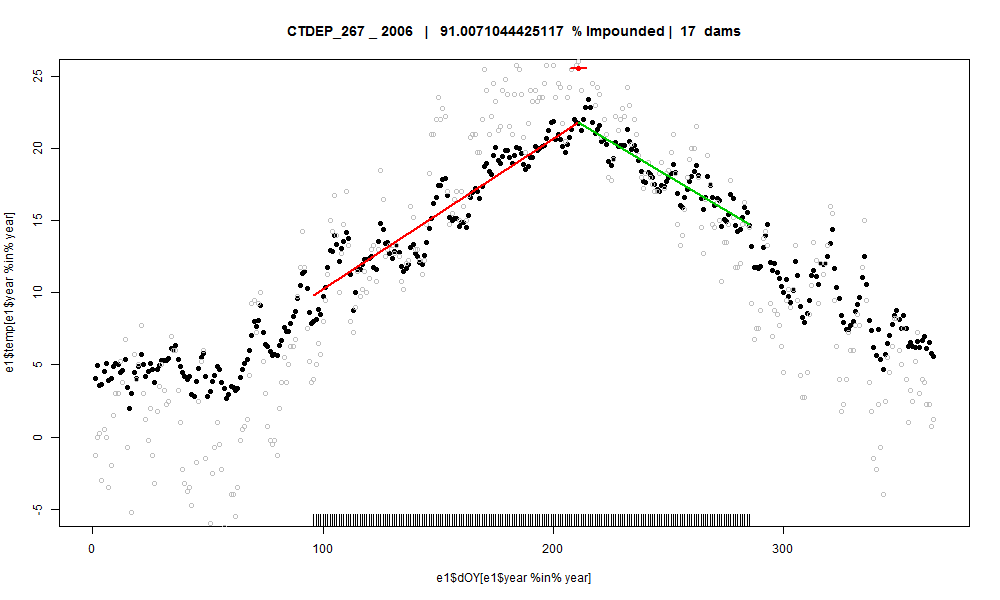 CTDEP_267 _ 2006 | 91.0071044425117 % Impounded | 17 dams
e1$temp[e1$year %in% year]
25
20
15
10
5
0
-5
0 100 200 300
e1$dOY[e1$year %in% year]